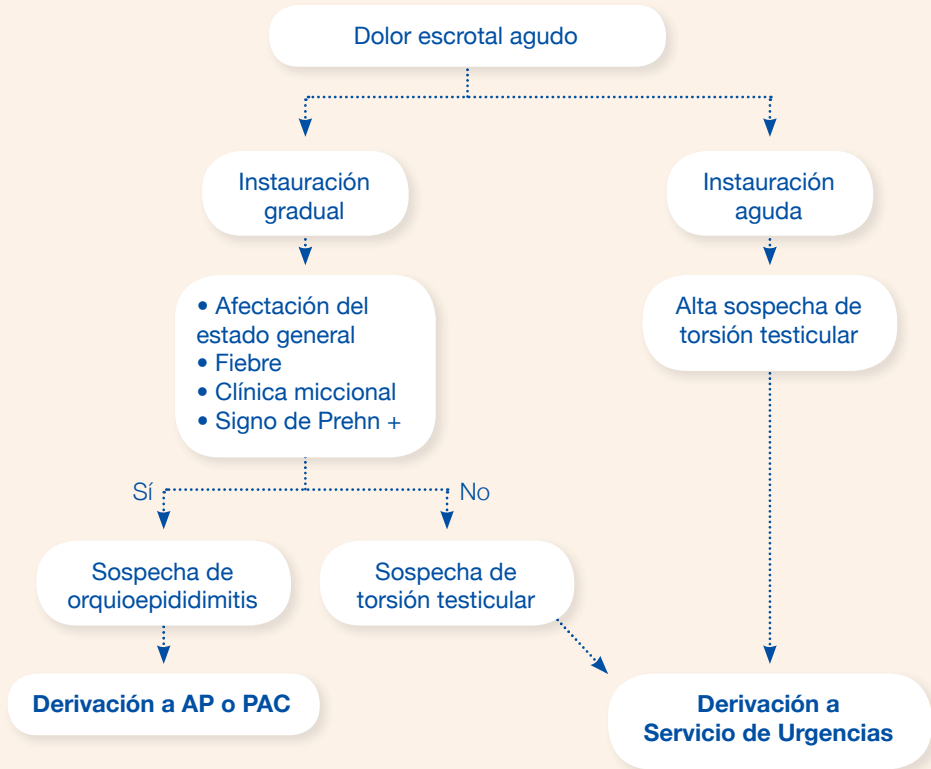 Dolor escrotal agudo
Instauración
gradual
Instauración
aguda
• Afectación del
estado general
• Fiebre
• Clínica miccional
• Signo de Prehn +
Alta sospecha de
torsión testicular
Sí
No
Sospecha de
orquioepididimitis
Sospecha de
torsión testicular
Derivación a AP o PAC
Derivación a
Servicio de Urgencias